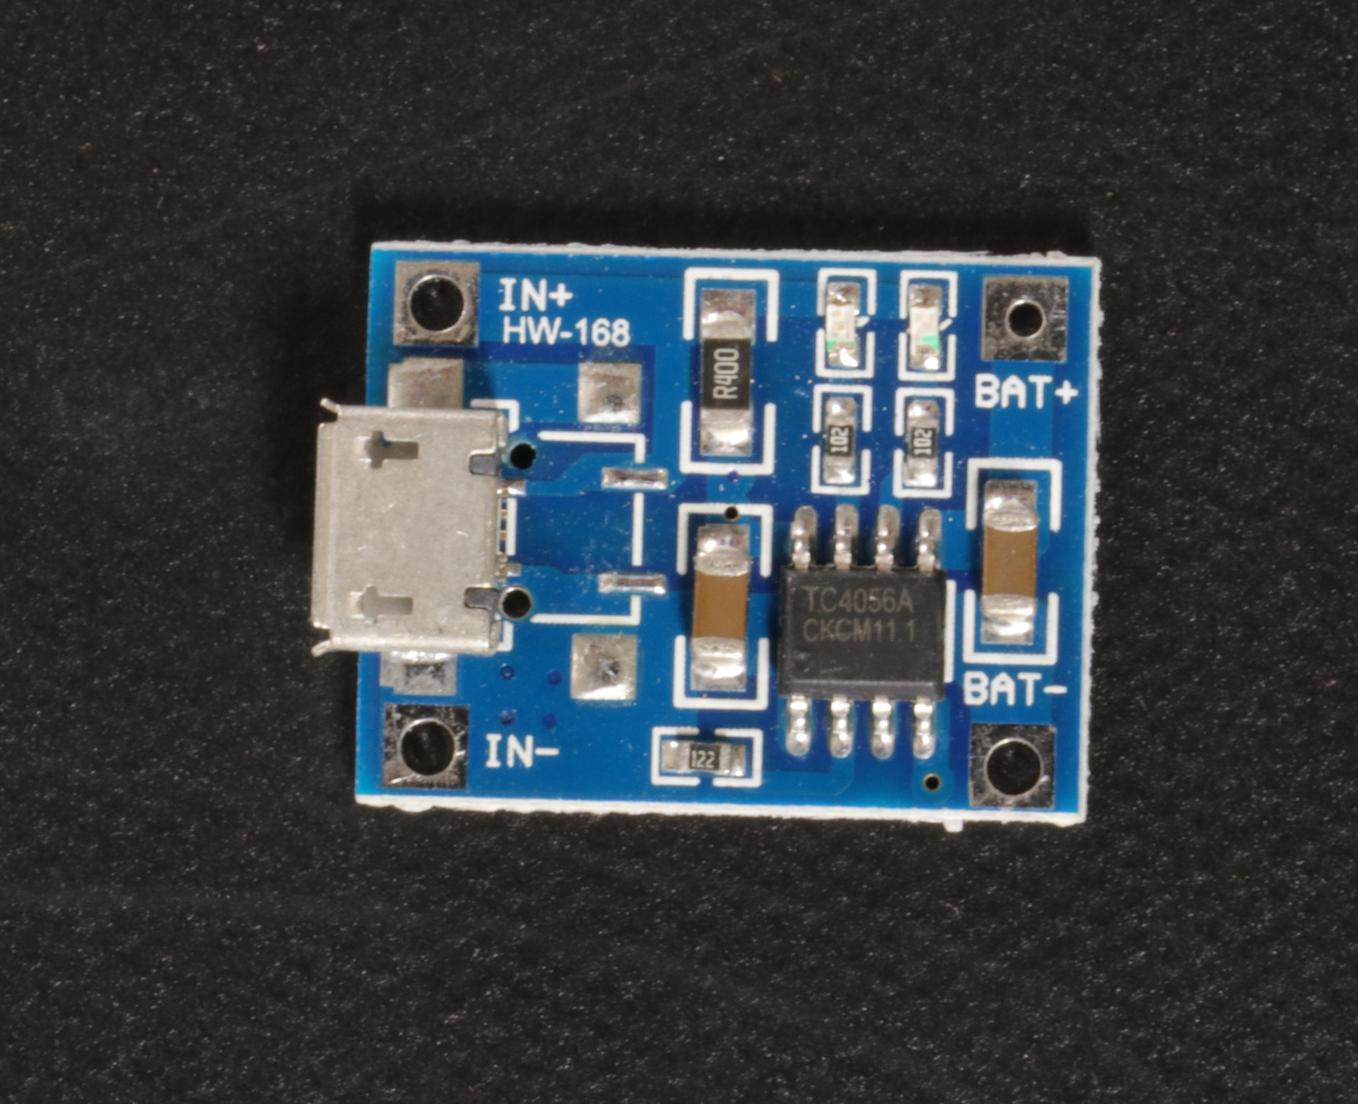 IN+
HW-168
R400
BAT+
102
102
TC4056A
CKCM11.1
BAT-
IN-
122